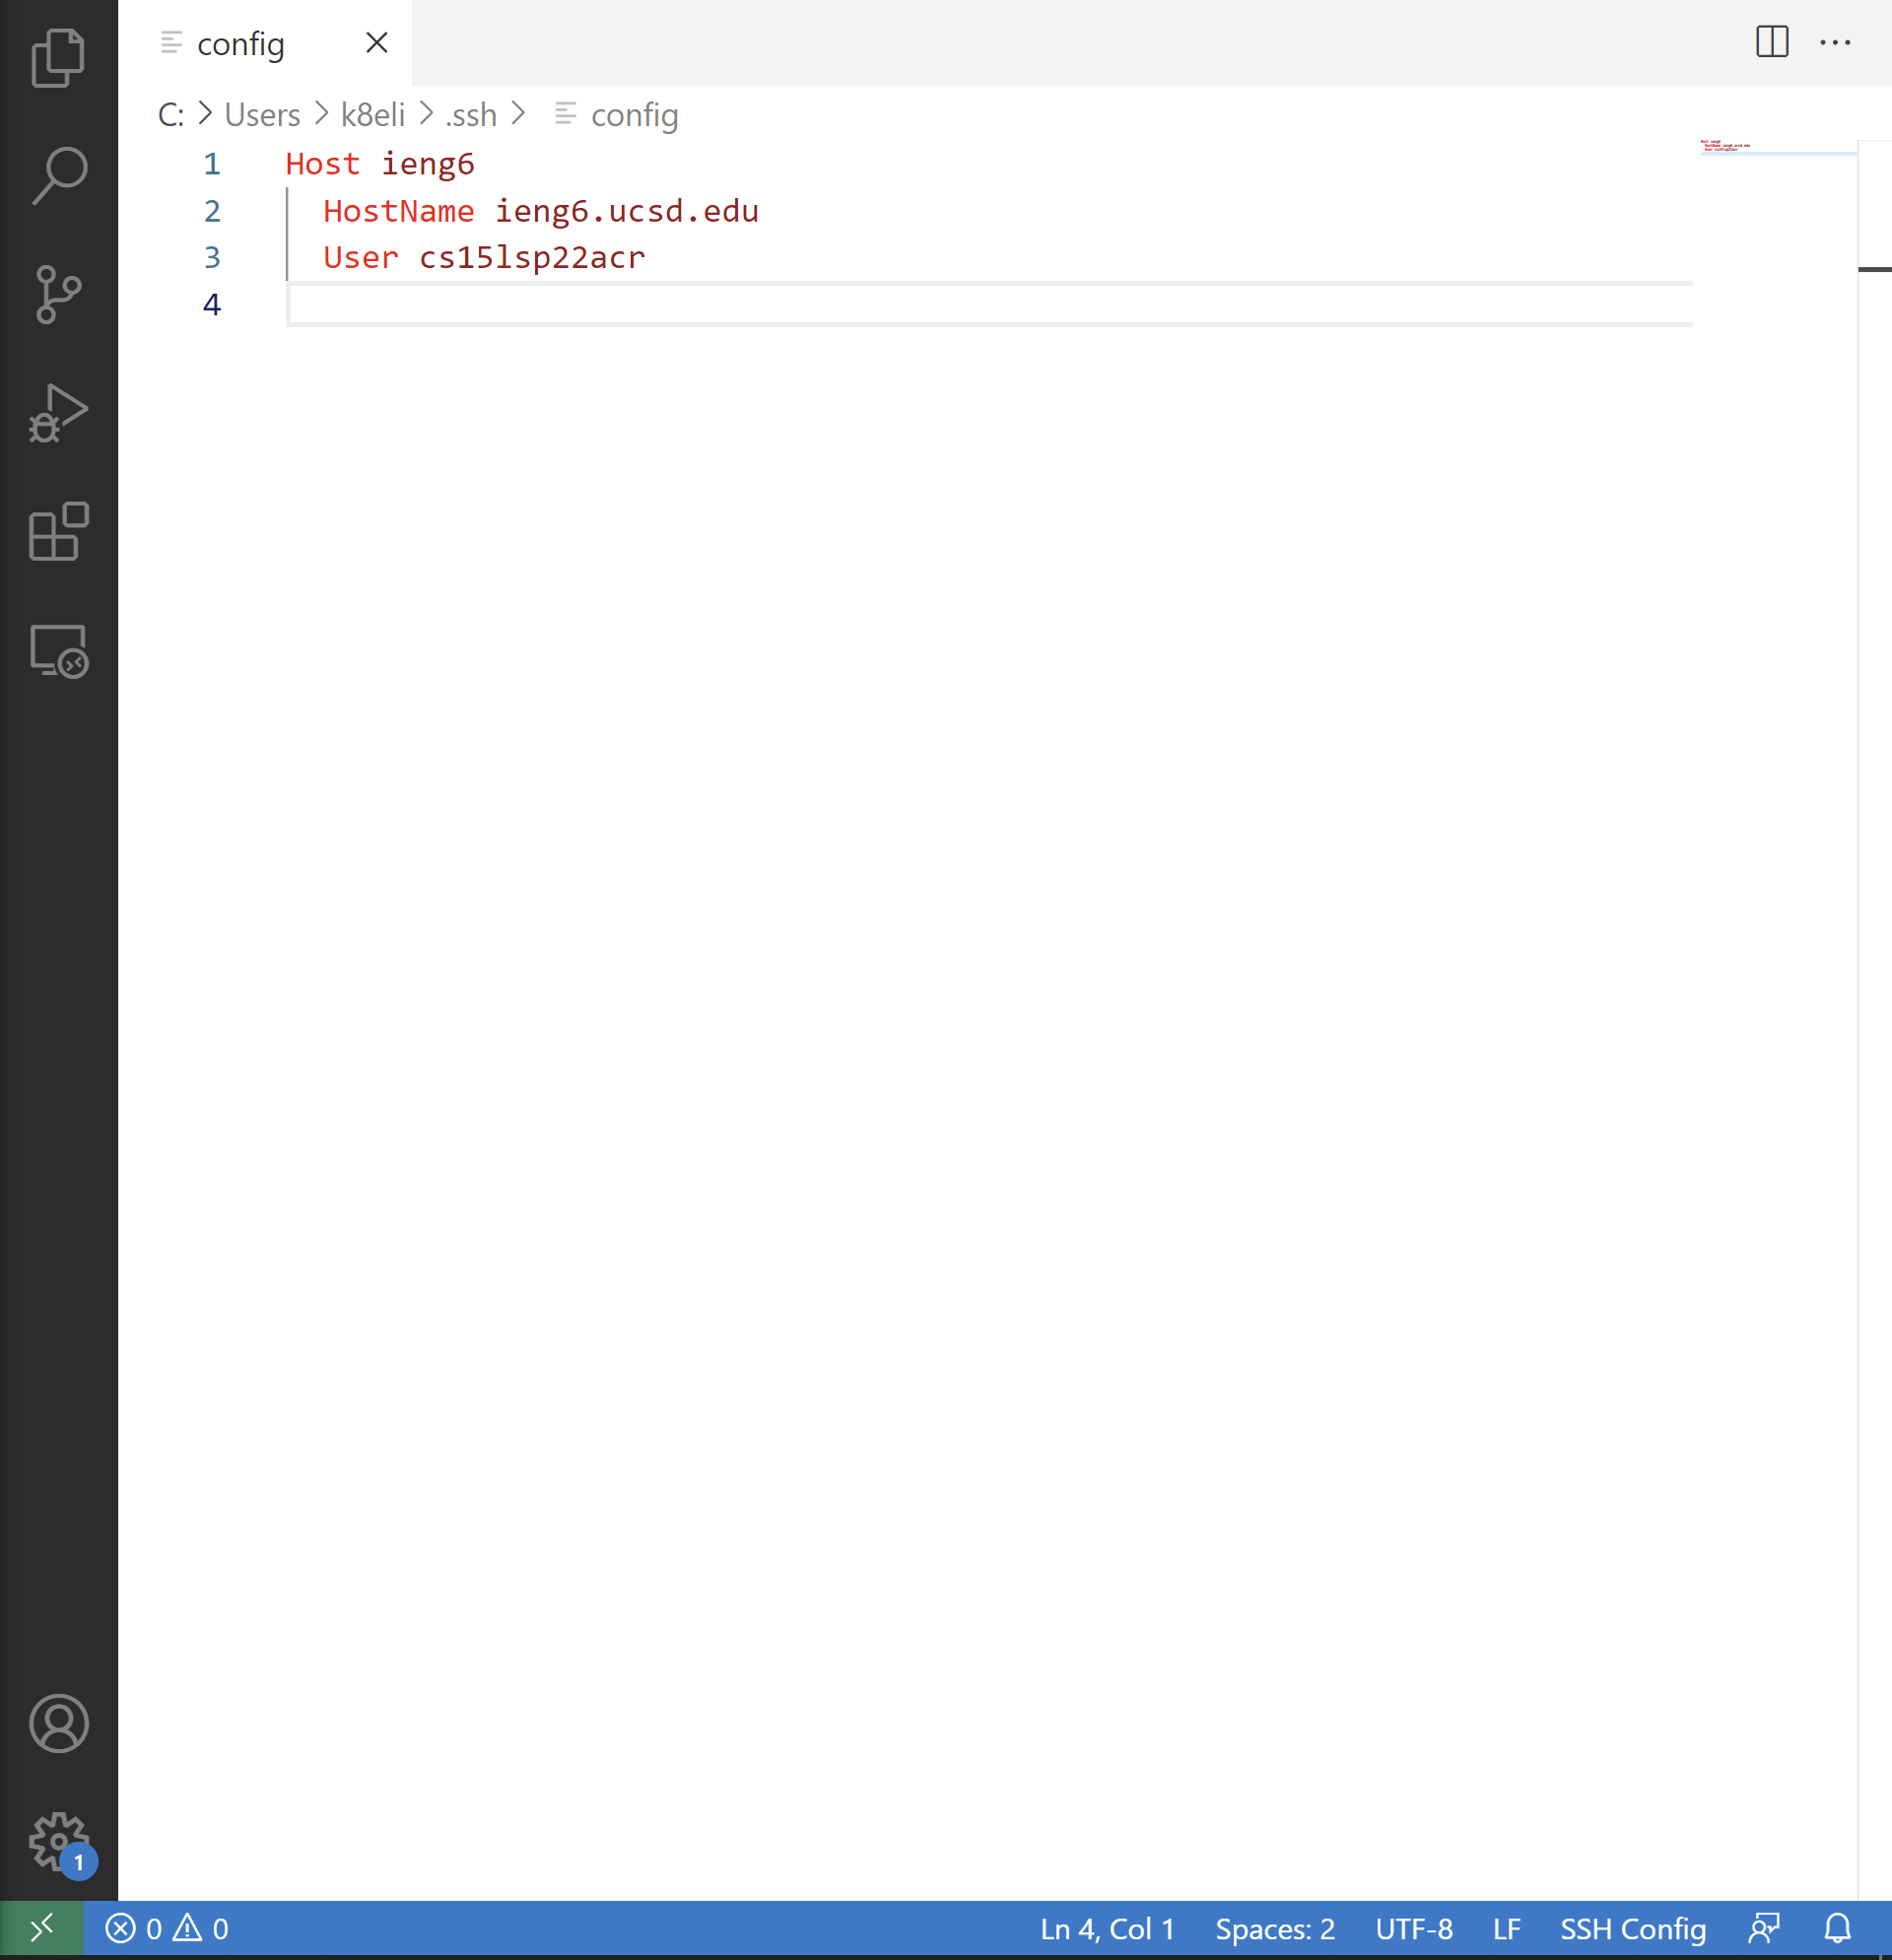 config
C: > Users > k8eli > .ssh > config
1 Host ieng6
2 HostName ieng6.ucsd.edu
3 User cs15lsp22acr
4
1
0 0 Ln 4, Col 1 Spaces: 2 UTF-8 LF SSH Config